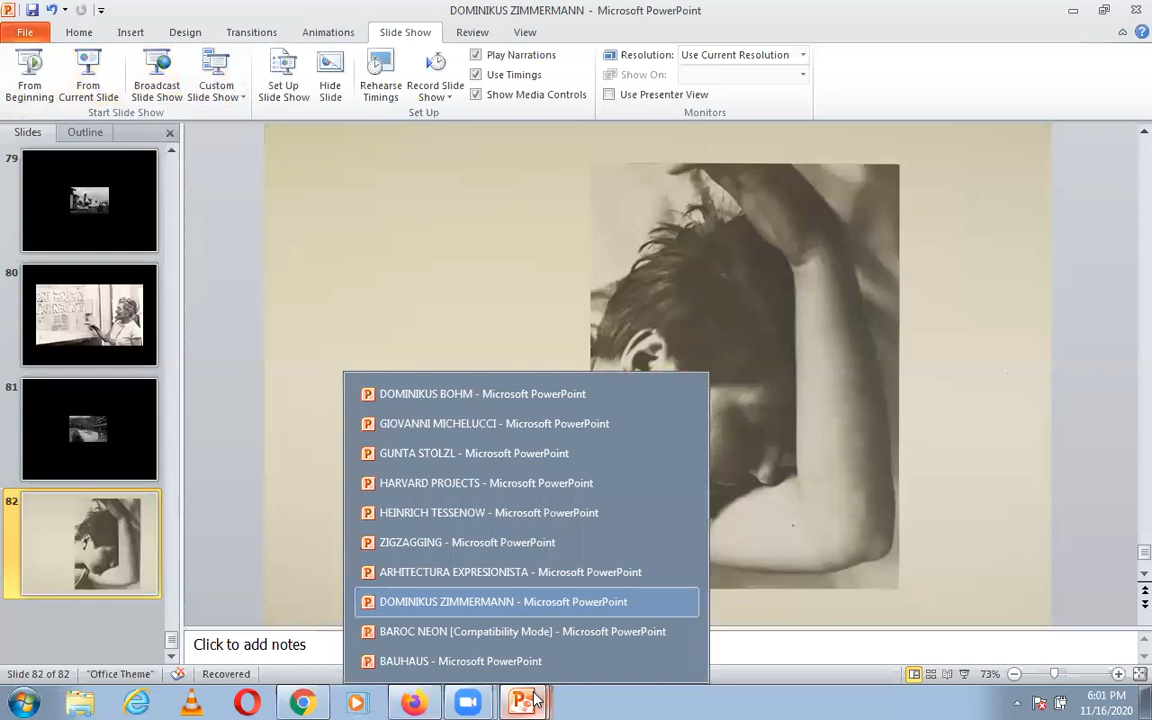 DOMINIKUS ZIMMERMANN - Microsoft PowerPoint
File Home Insert Design Transitions Animations Slide Show Review View
From Beginning
From Current Slide
Broadcast Slide Show
Custom Slide Show
Start Slide Show
Set Up Slide Show
Hide Slide
Rehearse Timings
Record Slide Show
Play Narrations
Use Timings
Show Media Controls
Set Up
Resolution: Use Current Resolution
Show On:
Use Presenter View
Monitors
Slides Outline
79
80
81
82
DOMINIKUS BOHM - Microsoft PowerPoint
GIOVANNI MICHELUCCI - Microsoft PowerPoint
GUNTA STOLZL - Microsoft PowerPoint
HARVARD PROJECTS - Microsoft PowerPoint
HEINRICH TESSENOW - Microsoft PowerPoint
ZIGZAGGING - Microsoft PowerPoint
ARHITECTURA EXPRESIONISTA - Microsoft PowerPoint
DOMINIKUS ZIMMERMANN - Microsoft PowerPoint
BAROC NEON [Compatibility Mode] - Microsoft PowerPoint
BAUHAUS - Microsoft PowerPoint
Click to add notes
Slide 82 of 82 "Office Theme" Recovered 73%
6:01 PM
11/16/2020